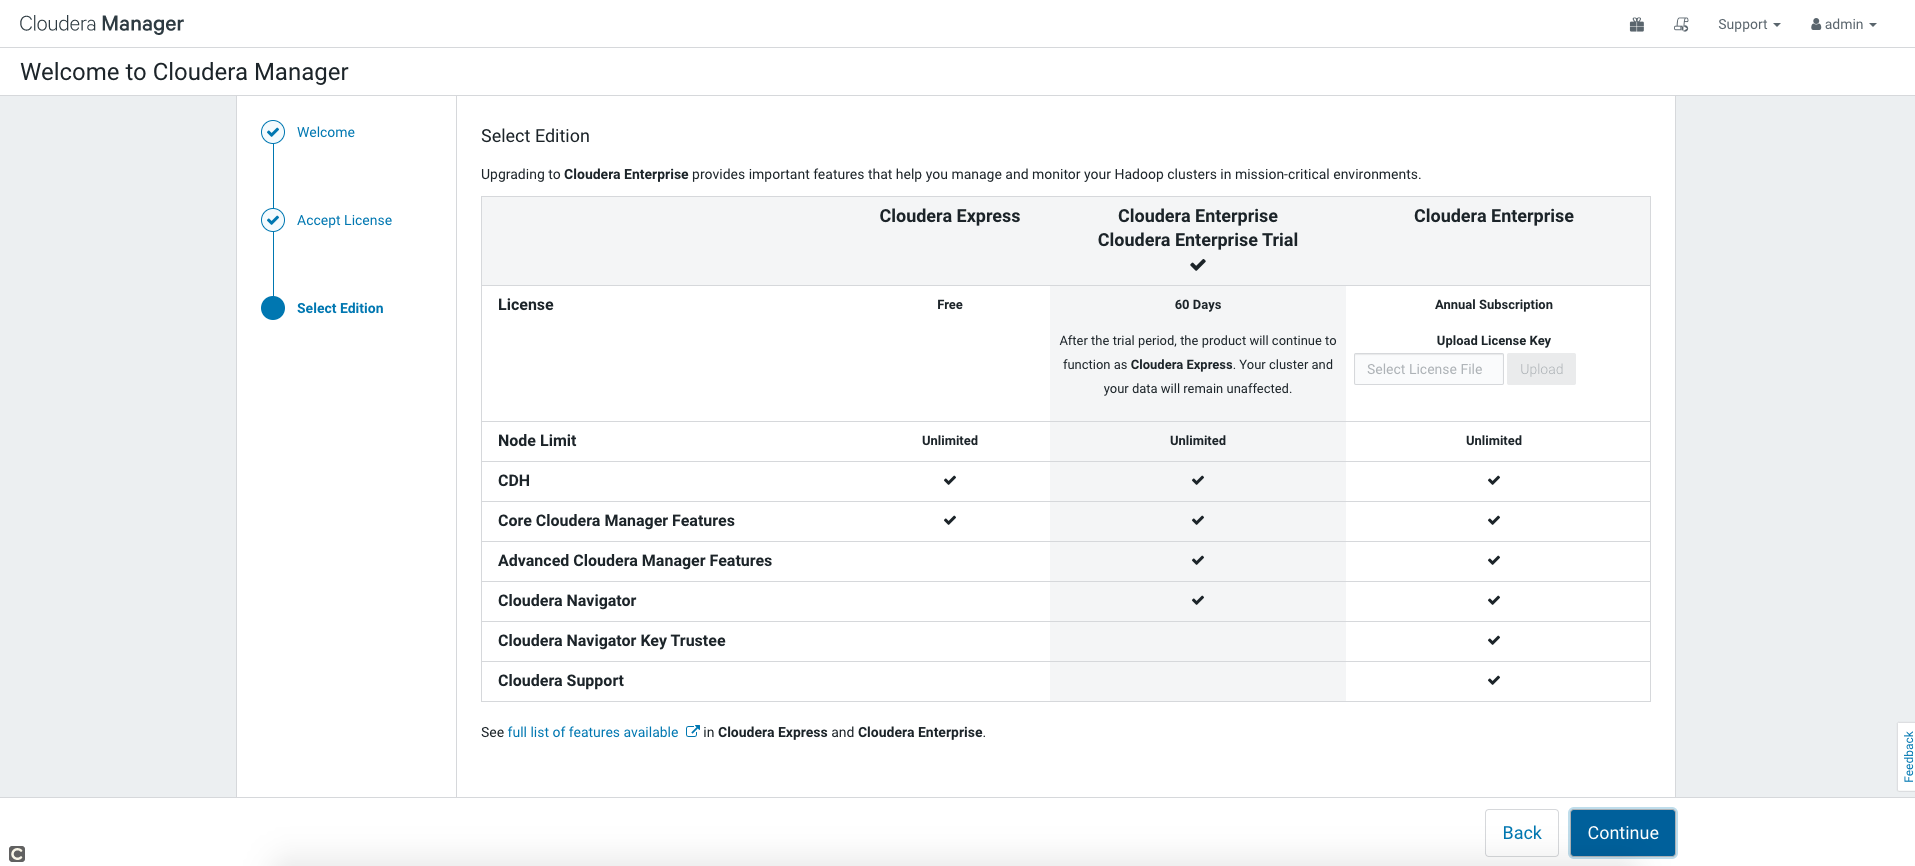 Cloudera Manager
Support
admin
Welcome to Cloudera Manager
Welcome
Accept License
Select Edition
Select Edition
Upgrading to Cloudera Enterprise provides important features that help you manage and monitor your Hadoop clusters in mission-critical environments.
Cloudera Express
Cloudera Enterprise
Cloudera Enterprise Trial
Cloudera Enterprise
License
Free
60 Days
After the trial period, the product will continue to
function as Cloudera Express. Your cluster and
your data will remain unaffected.
Annual Subscription
Upload License Key
Select License File
Upload
Node Limit
Unlimited
Unlimited
Unlimited
CDH
Core Cloudera Manager Features
Advanced Cloudera Manager Features
Cloudera Navigator
Cloudera Navigator Key Trustee
Cloudera Support
See full list of features available in Cloudera Express and Cloudera Enterprise.
Feedback
Back
Continue
C